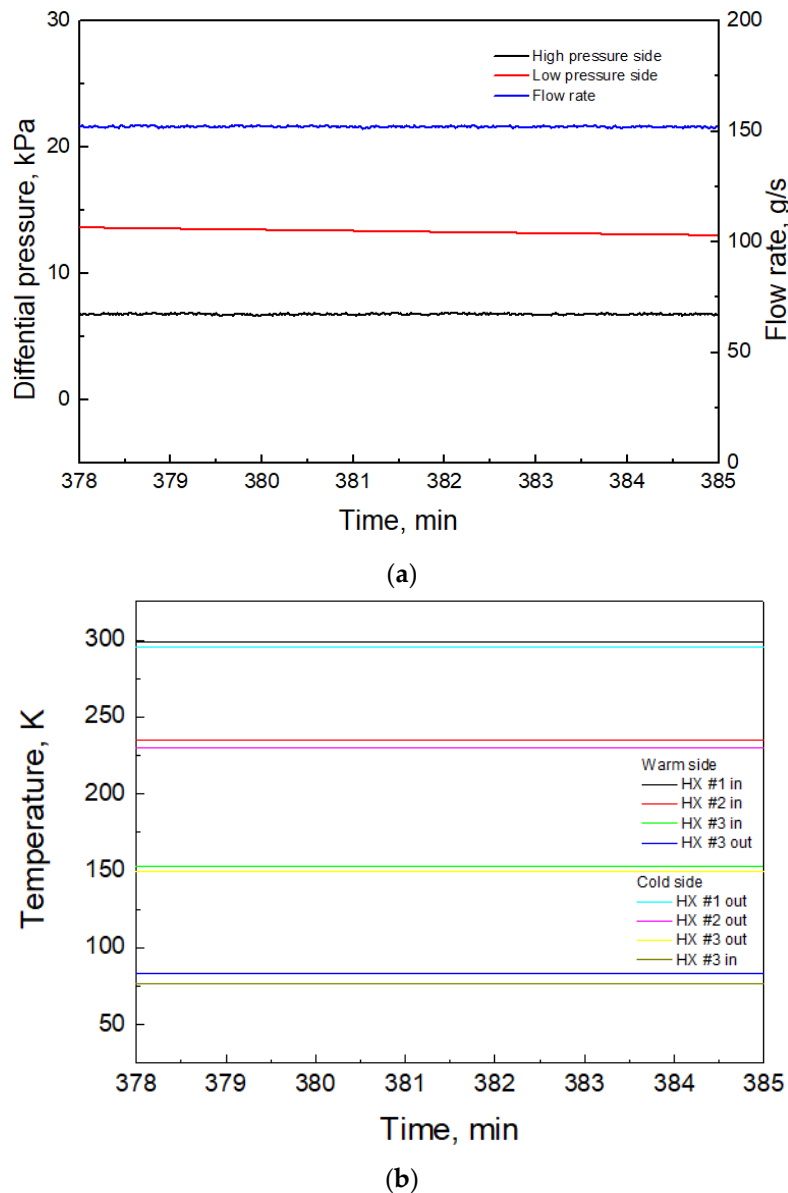 30
25
20
10
0
Diffential pressure, kPa
High pressure side
Low pressure side
Flow rate
200
150
100
50
0
Flow rate, g/s
378 379 380 381 382 383 384 385
Time, min
(a)
300
250
200
150
100
50
Temperature, K
Warm side
HX #1 in
HX #2 in
HX #3 in
HX #3 out
Cold side
HX #1 out
HX #2 out
HX #3 out
HX #3 in
378 379 380 381 382 383 384 385
Time, min
(b)